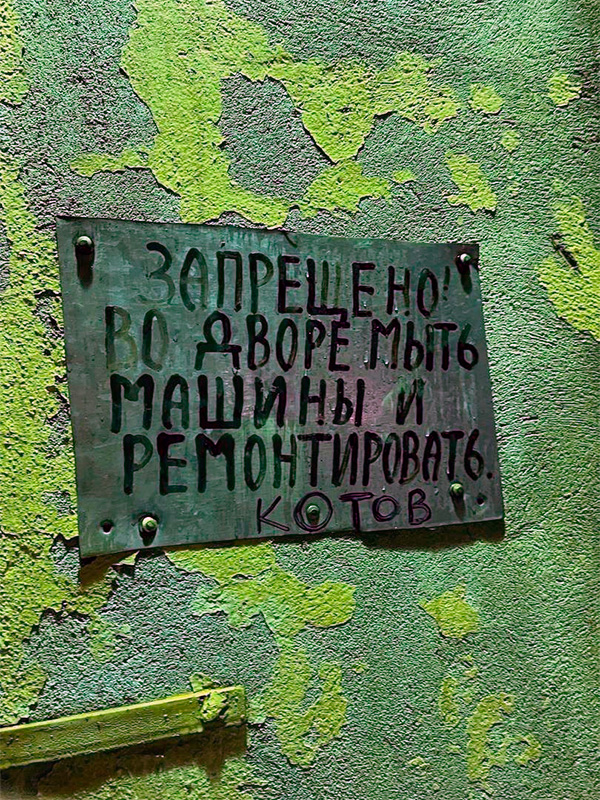 ЗАПРЕЩЕНО!
ВО ДВОРЕ МЫТЬ
МАШИНЫ И
РЕМОНТИРОВАТЬ.
КОТОВ